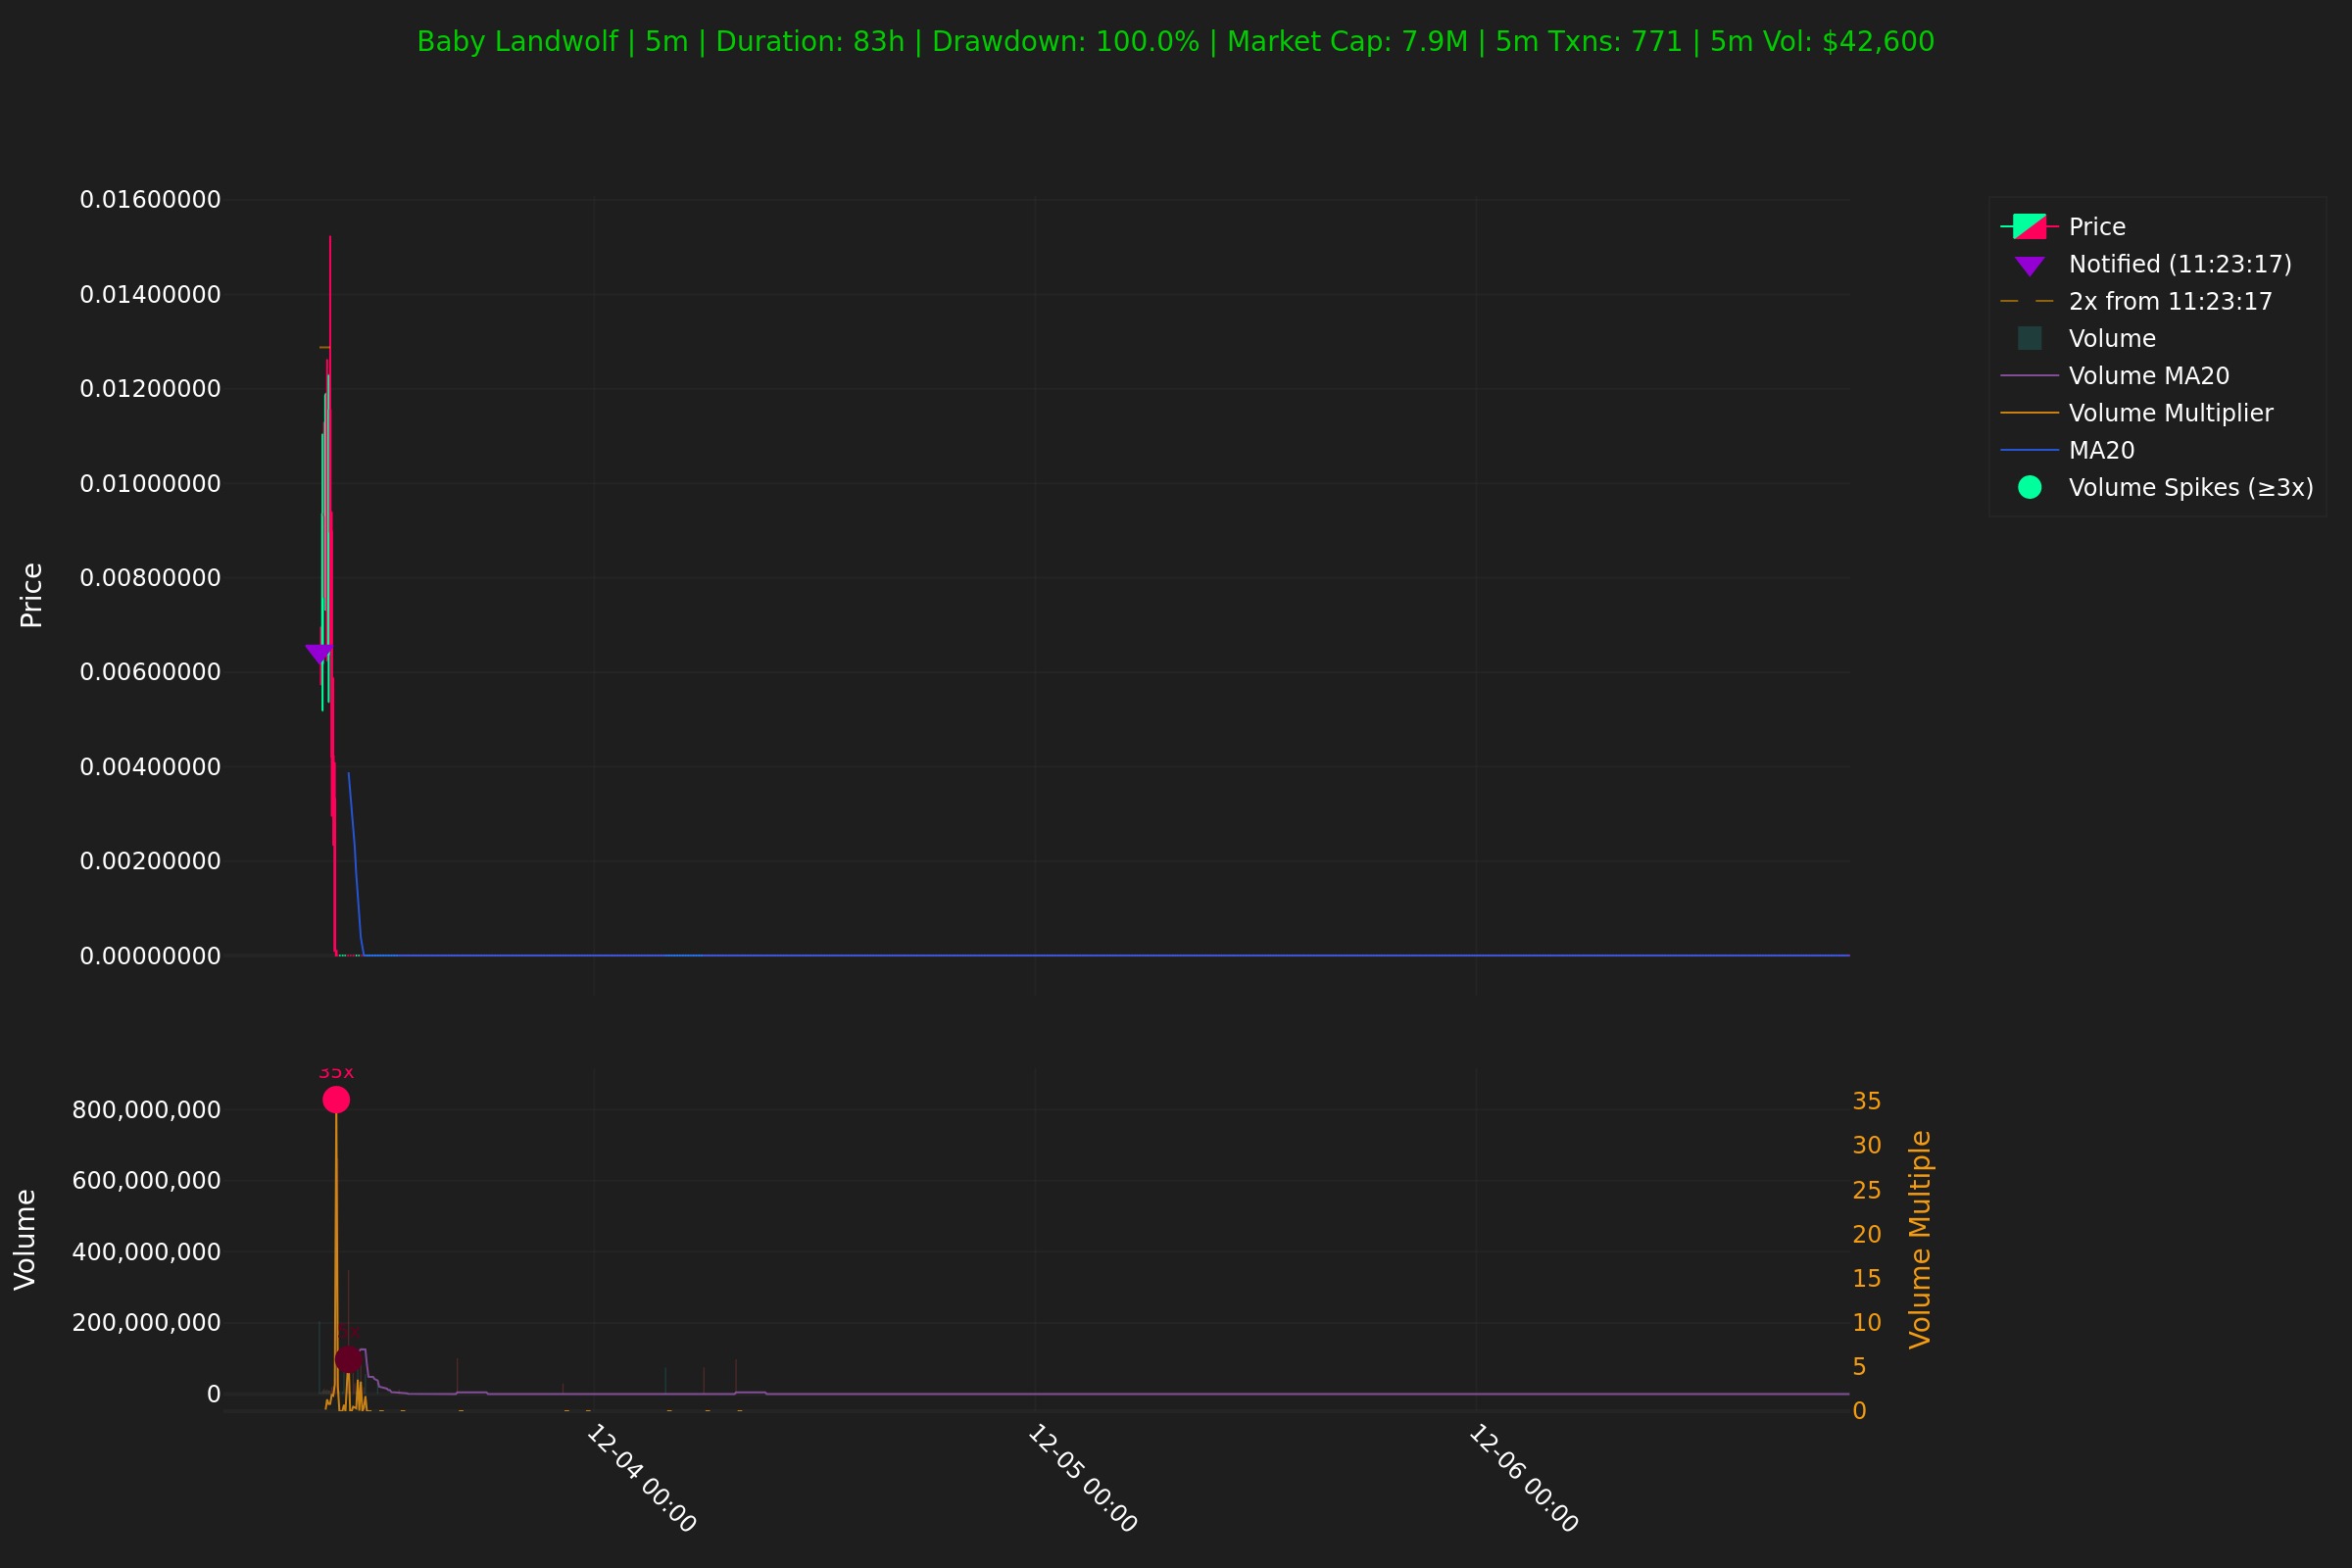 Baby Landwolf | 5m | Duration: 83h | Drawdown: 100.0% | Market Cap: 7.9M | 5m Txns: 771 | 5m Vol: $42,600
0.01600000
0.01400000
0.01200000
0.01000000
0.00800000
0.00600000
0.00400000
0.00200000
0.00000000
Price
Price
Notified (11:23:17)
2x from 11:23:17
Volume
Volume MA20
Volume Multiplier
MA20
Volume Spikes (≥3x)
35x
800,000,000
600,000,000
400,000,000
200,000,000
0
Volume
35
30
25
20
15
10
5
0
Volume Multiple
12-04 00:00
12-05 00:00
12-06 00:00